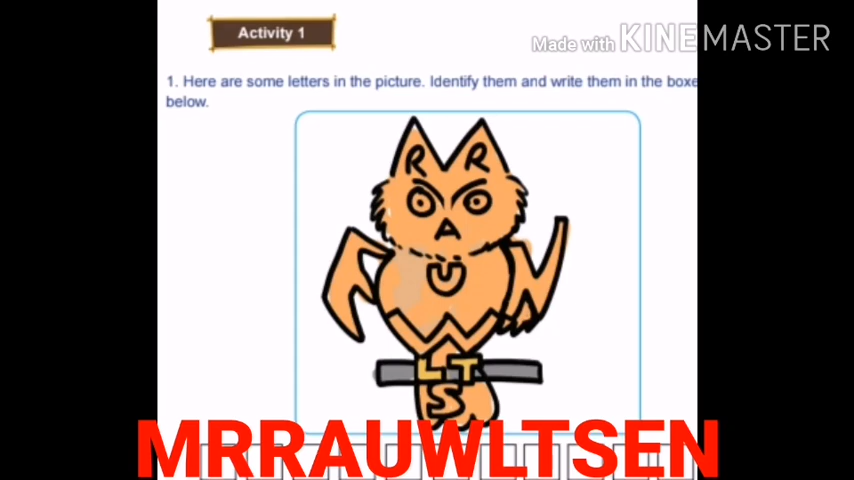 Activity 1
Made with KINEMASTER
1. Here are some letters in the picture. Identify them and write them in the boxe
below.
R R
A
U
L T
S
MRRAUWLTSEN